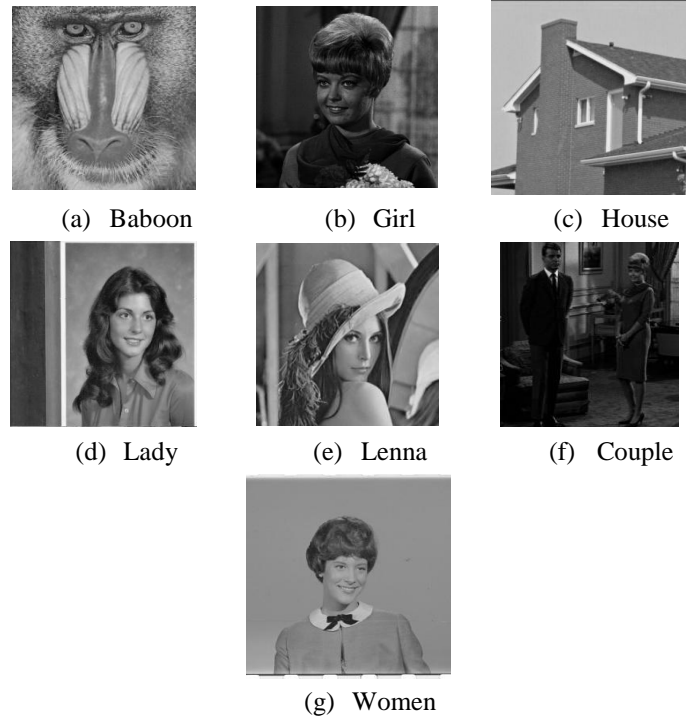 (a) Baboon
(b) Girl
(c) House
(d) Lady
(e) Lenna
(f) Couple
(g) Women